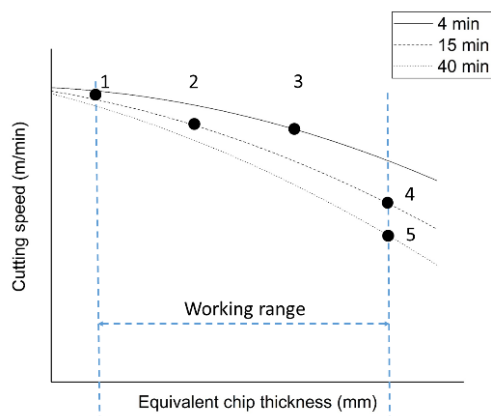 4 min
15 min
40 min
1
2
3
4
5
Cutting speed (m/min)
Working range
Equivalent chip thickness (mm)